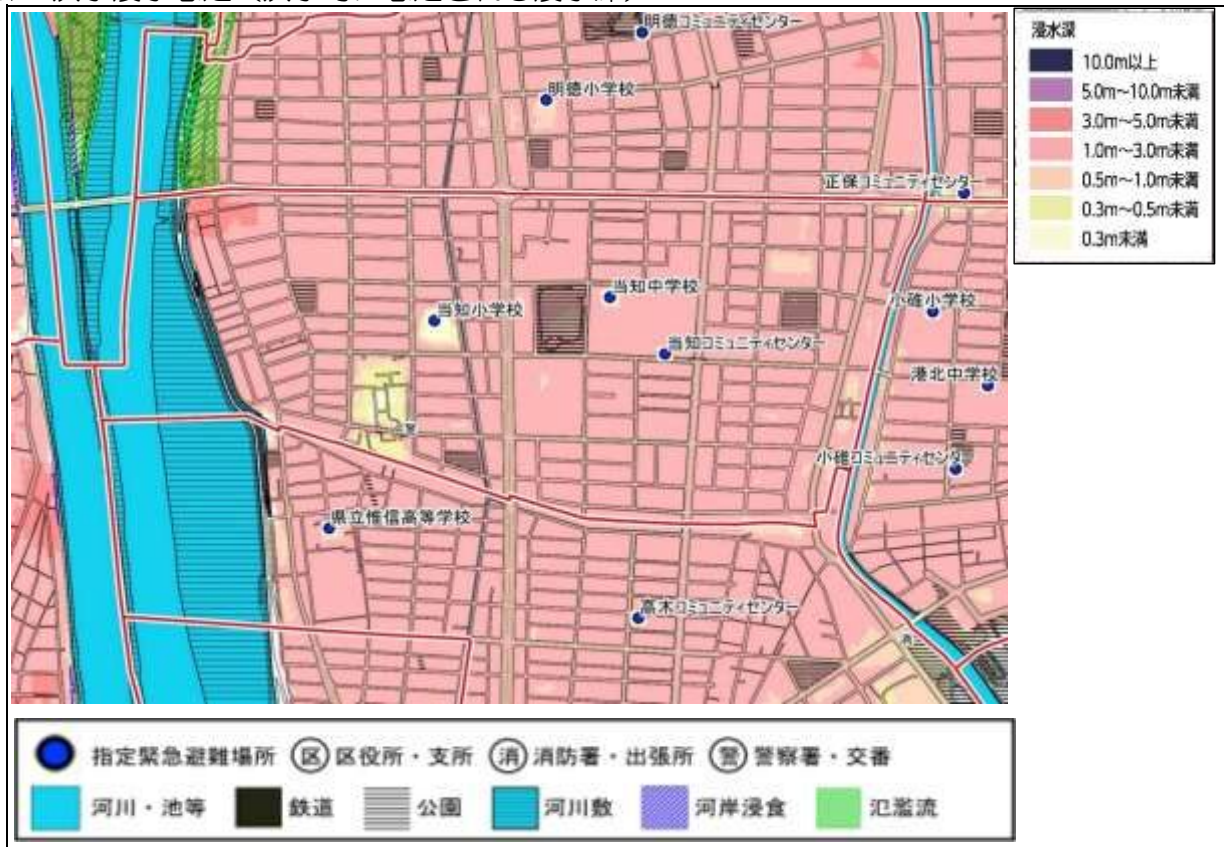 明徳コミュニティセンター
明徳小学校
正保コミュニティセンター
当知中学校
当知小学校
小碓小学校
当知コミュニティセンター
港北中学校
小碓コミュニティセンタ
県立惟信高等学校
高木コミュニティセンター
浸水深
10.0m以上
5.0m～10.0m未満
3.0m～5.0m未満
1.0m～3.0m未満
0.5m～1.0m未満
0.3m～0.5m未満
0.3m未満
指定緊急避難場所 区 区役所・支所 消 消防署・出張所 警 警察署・交番
河川・池等 鉄道 公園 河川敷 河岸浸食 氾濫流